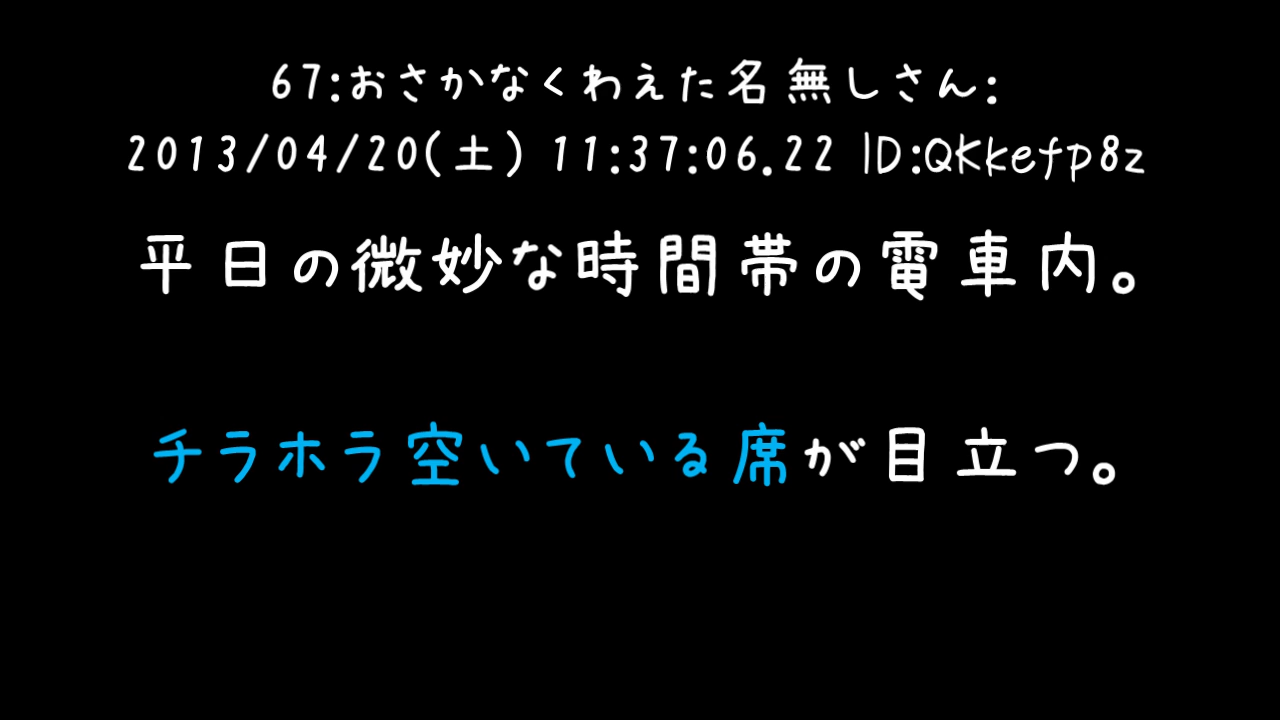 67:おさかなくわえた名無しさん:
2013/04/20(土) 11:37:06.22 ID:QKkefp8z
平日の微妙な時間帯の電車内。
チラホラ空いている席が目立つ。